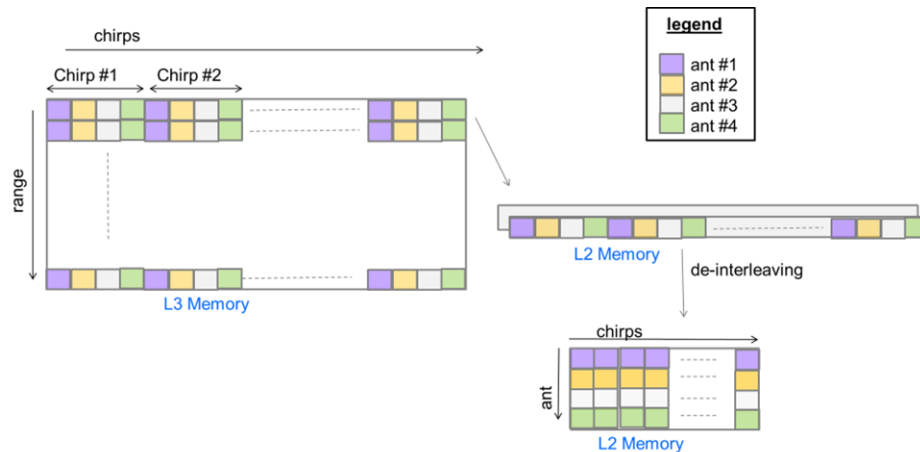 chirps
Chirp #1
Chirp #2
range
L3 Memory
legend
ant #1
ant #2
ant #3
ant #4
L2 Memory
de-interleaving
chirps
ant
L2 Memory